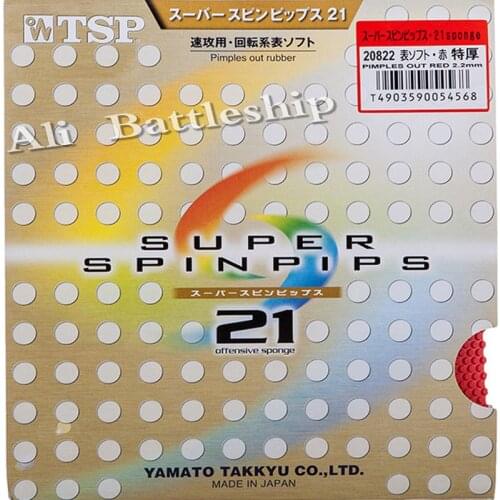 TSP
スーパースピンピップス 21
速攻用・回転系表ソフト
Pimples out rubber
スーパースピンピップス・21sponge
20822 表ソフト・赤 特厚
PIMPLES OUT RED 2.2mm
T4903590054568
Ali Battleship
SUPER
SPINPIPS
スーパースピンピップス
21
offensive sponge
YAMATO TAKKYU CO.,LTD.
MADE IN JAPAN